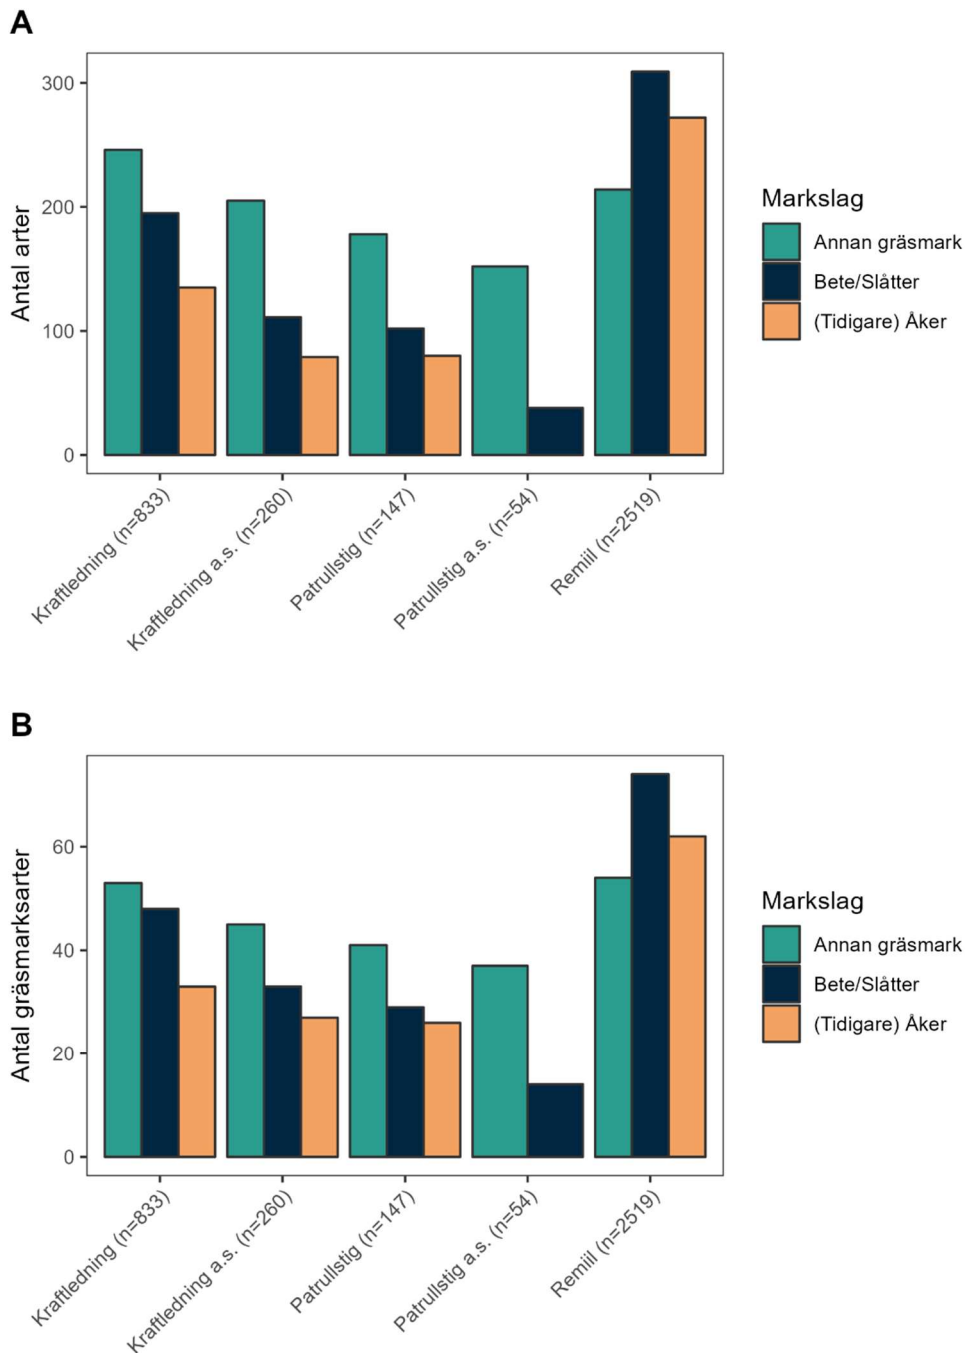 A
Antal arter
300
200
100
0
Kraftledning (n=833)
Kraftledning a.s. (n=260)
Patrullstig (n=147)
Patrullstig a.s. (n=54)
Remiil (n=2519)
Markslag
Annan gräsmark
Bete/Slåtter
(Tidigare) Åker
B
Antal gräsmarksarter
60
40
20
0
Kraftledning (n=833)
Kraftledning a.s. (n=260)
Patrullstig (n=147)
Patrullstig a.s. (n=54)
Remiil (n=2519)
Markslag
Annan gräsmark
Bete/Slåtter
(Tidigare) Åker